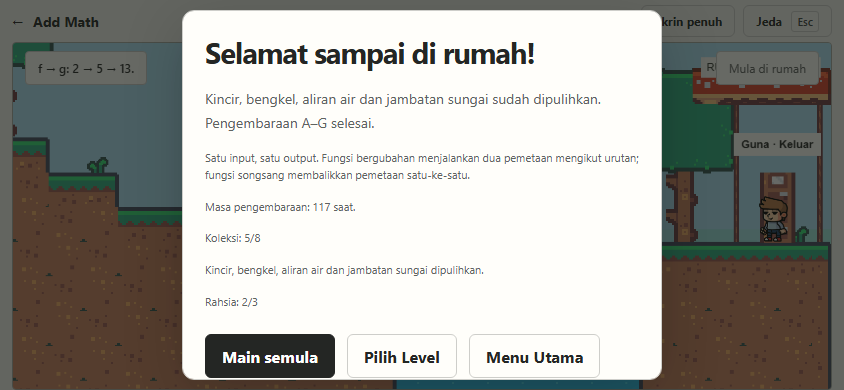 ← Add Math
krin penuh
Jeda Esc
f → g: 2 → 5 → 13.
Mula di rumah
Guna · Keluar
Selamat sampai di rumah!
Kincir, bengkel, aliran air dan jambatan sungai sudah dipulihkan.
Pengembaraan A–G selesai.
Satu input, satu output. Fungsi bergubahan menjalankan dua pemetaan mengikut urutan;
fungsi songsang membalikkan pemetaan satu-ke-satu.
Masa pengembaraan: 117 saat.
Koleksi: 5/8
Kincir, bengkel, aliran air dan jambatan sungai dipulihkan.
Rahsia: 2/3
Main semula
Pilih Level
Menu Utama